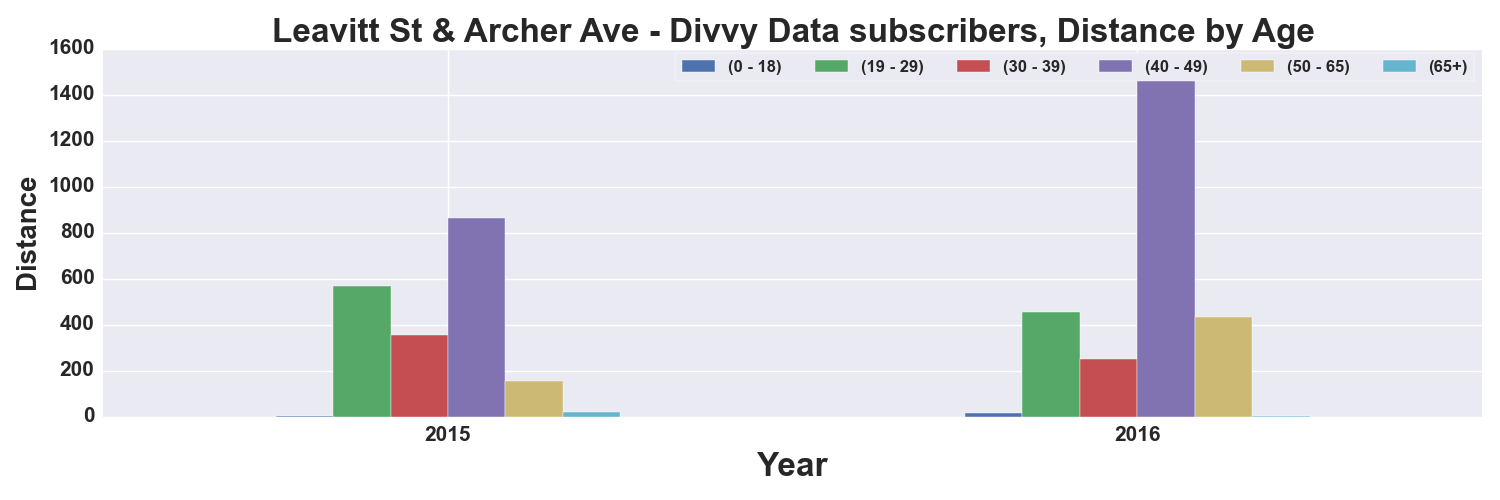 Leavitt St & Archer Ave - Divvy Data subscribers, Distance by Age
(0 - 18) (19 - 29) (30 - 39) (40 - 49) (50 - 65) (65+)
Distance
1600
1400
1200
1000
800
600
400
200
0
2015 2016
Year